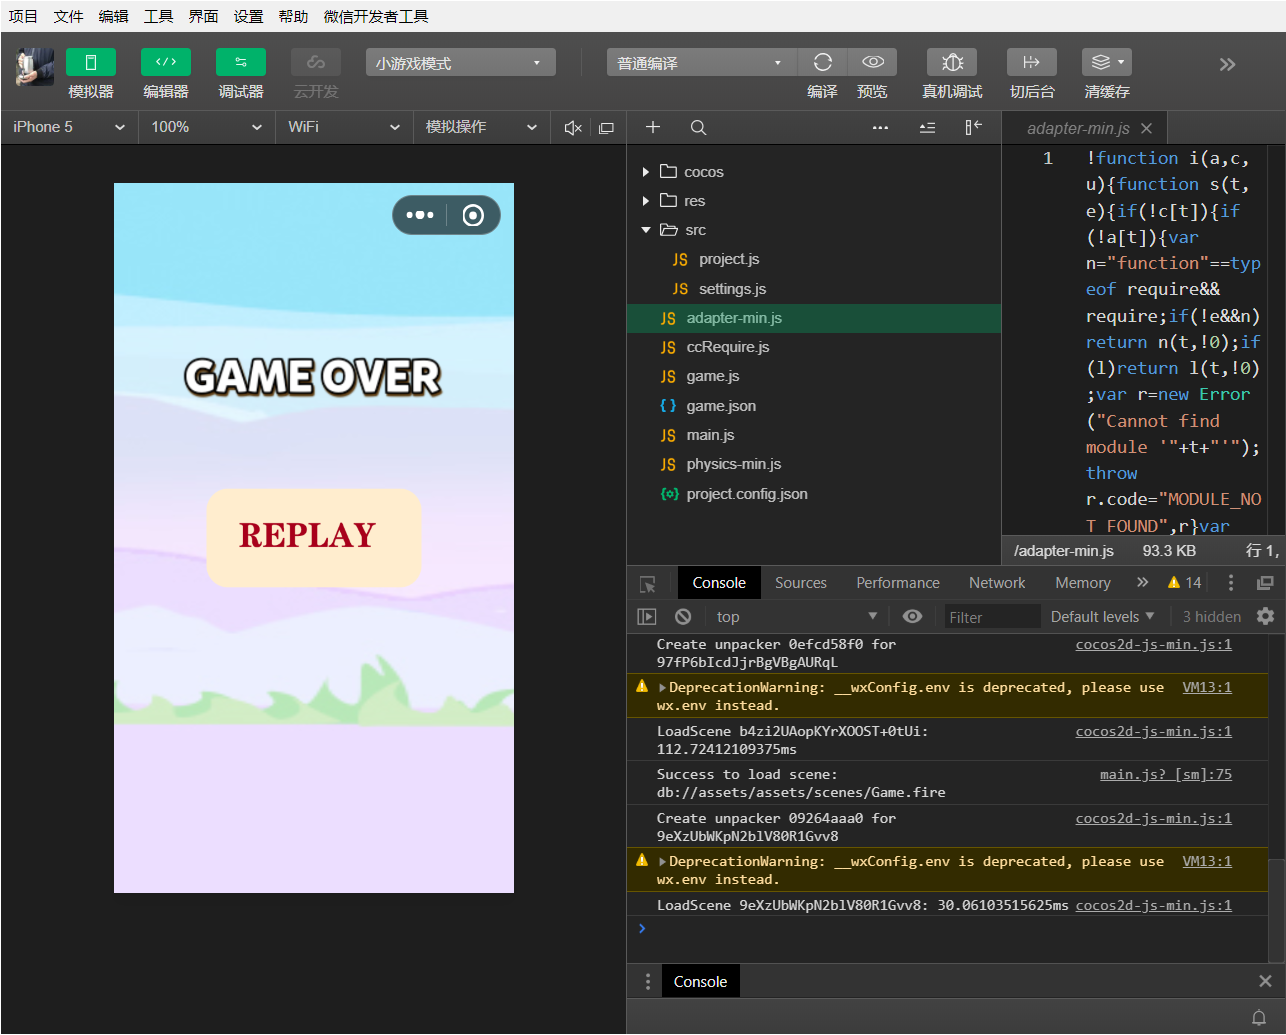 项目 文件 编辑 工具 界面 设置 帮助 微信开发者工具
小游戏模式 普通编译
模拟器 编辑器 调试器 云开发 编译 预览 真机调试 切后台 清缓存
iPhone 5 100% WiFi 模拟操作
GAME OVER
REPLAY
cocos
res
src
JS project.js
JS settings.js
JS adapter-min.js
JS ccRequire.js
JS game.js
{ } game.json
JS main.js
JS physics-min.js
project.config.json
adapter-min.js
1 !function i(a,c,
u){function s(t,
e){if(!c[t]){if
(!a[t]){var
n="function"==typ
eof require&&
require;if(!e&&n)
return n(t,!0);if
(l)return l(t,!0)
;var r=new Error
("Cannot find
module '"+t+"'");
throw
r.code="MODULE_NO
T_FOUND",r}var
/adapter-min.js 93.3 KB 行 1,
Console Sources Performance Network Memory » 14
top Filter Default levels 3 hidden
Create unpacker 0efcd58f0 for cocos2d-js-min.js:1
97fP6bIcdJjrBgVBgAURqL
DeprecationWarning: __wxConfig.env is deprecated, please use VM13:1
wx.env instead.
LoadScene b4zi2UAopKYrXOOST+0tUi: cocos2d-js-min.js:1
112.72412109375ms
Success to load scene: main.js? [sm]:75
db://assets/assets/scenes/Game.fire
Create unpacker 09264aaa0 for cocos2d-js-min.js:1
9eXzUbWKpN2blV80R1Gvv8
DeprecationWarning: __wxConfig.env is deprecated, please use VM13:1
wx.env instead.
LoadScene 9eXzUbWKpN2blV80R1Gvv8: 30.06103515625ms cocos2d-js-min.js:1
Console